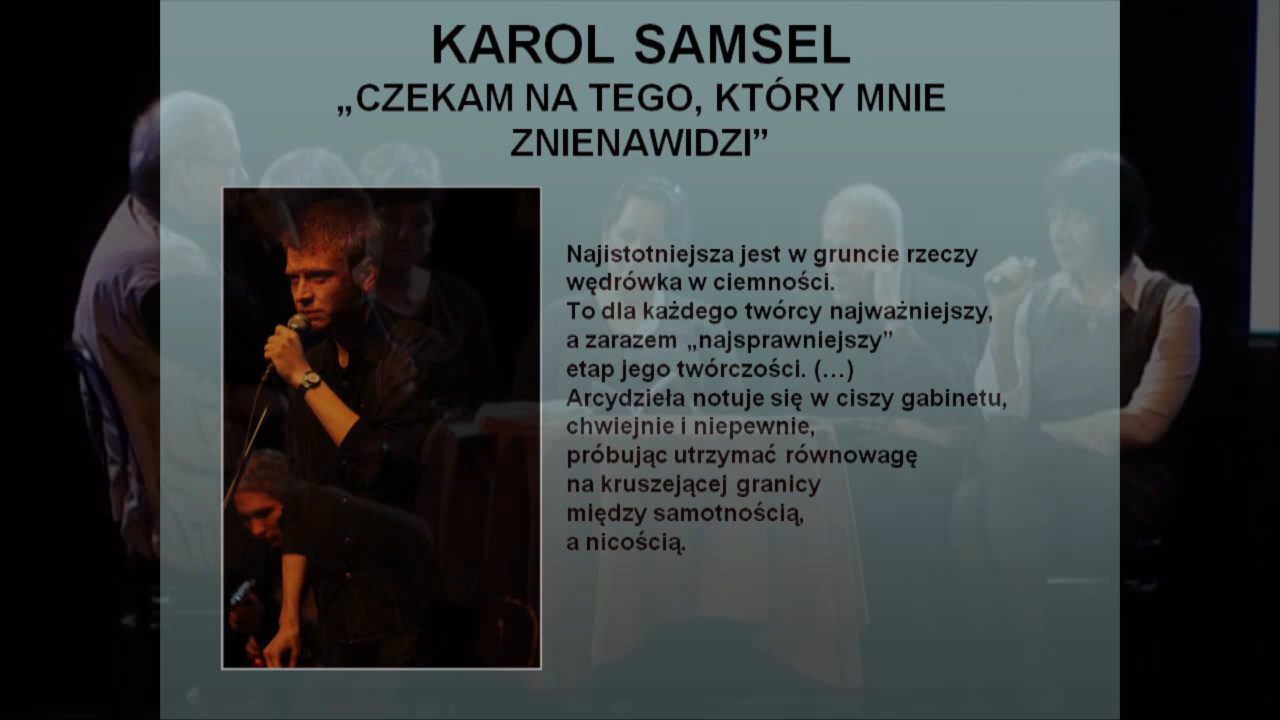 KAROL SAMSEL
„CZEKAM NA TEGO, KTÓRY MNIE
ZNIENAWIDZI”
Najistotniejsza jest w gruncie rzeczy
wędrówka w ciemności.
To dla każdego twórcy najważniejszy,
a zarazem „najsprawniejszy”
etap jego twórczości. (...)
Arcydzieła notuje się w ciszy gabinetu,
chwiejnie i niepewnie,
próbując utrzymać równowagę
na kruszejącej granicy
między samotnością,
a nicością.